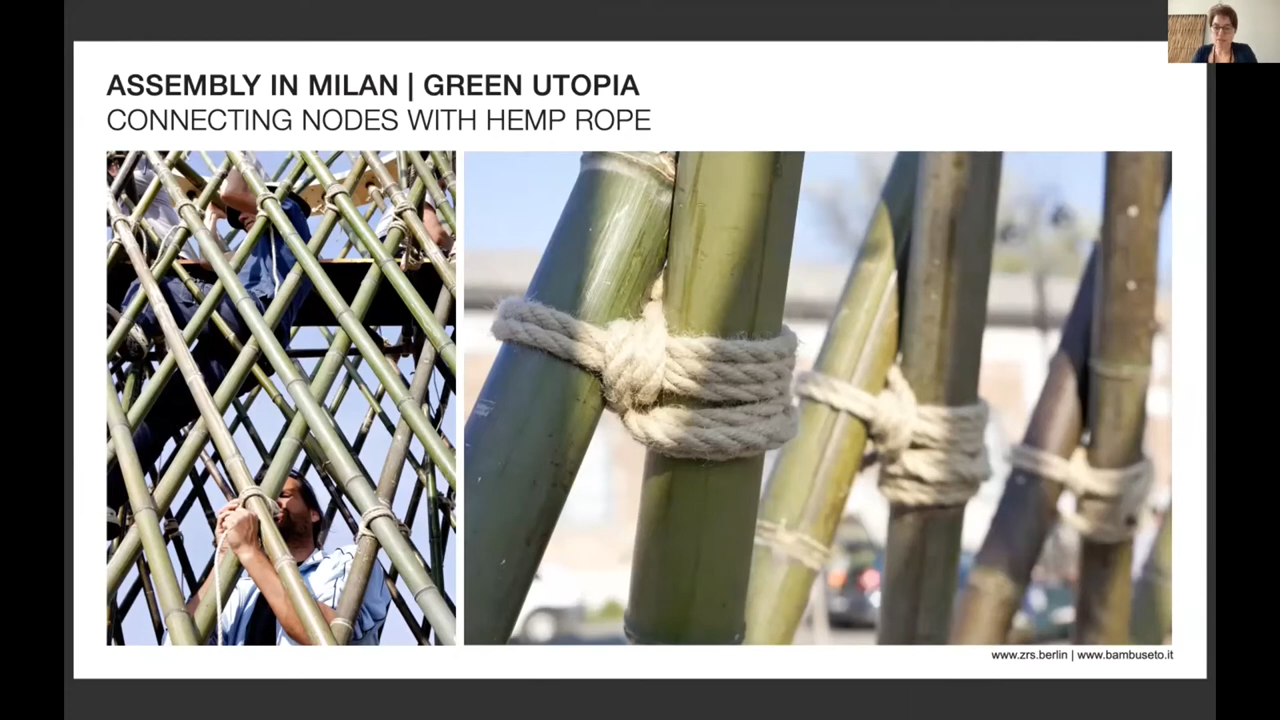 ASSEMBLY IN MILAN | GREEN UTOPIA
CONNECTING NODES WITH HEMP ROPE
www.zrs.berlin | www.bambuseto.it